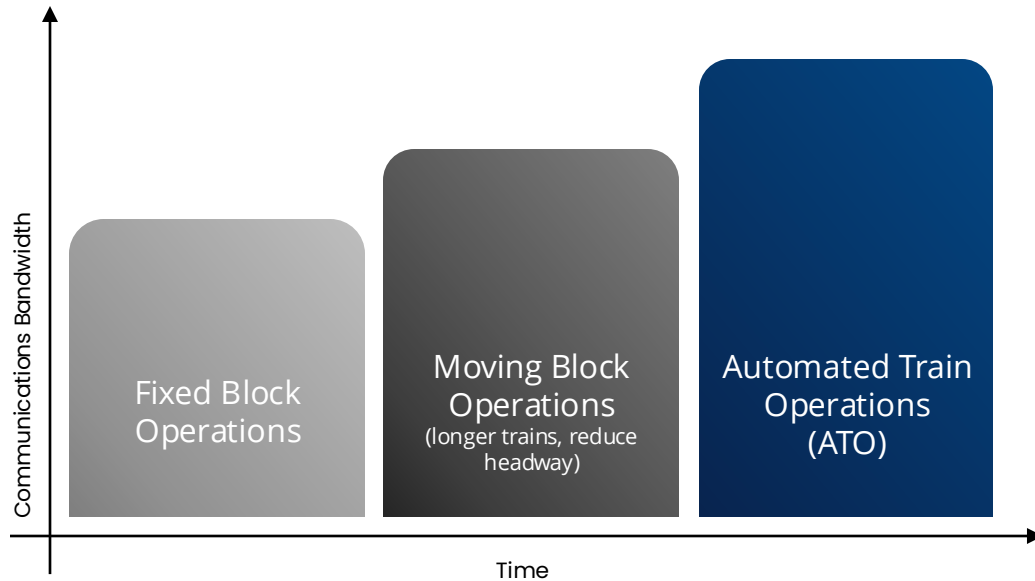 Communications Bandwidth
Fixed Block
Operations
Moving Block
Operations
(longer trains, reduce
headway)
Automated Train
Operations
(ATO)
Time